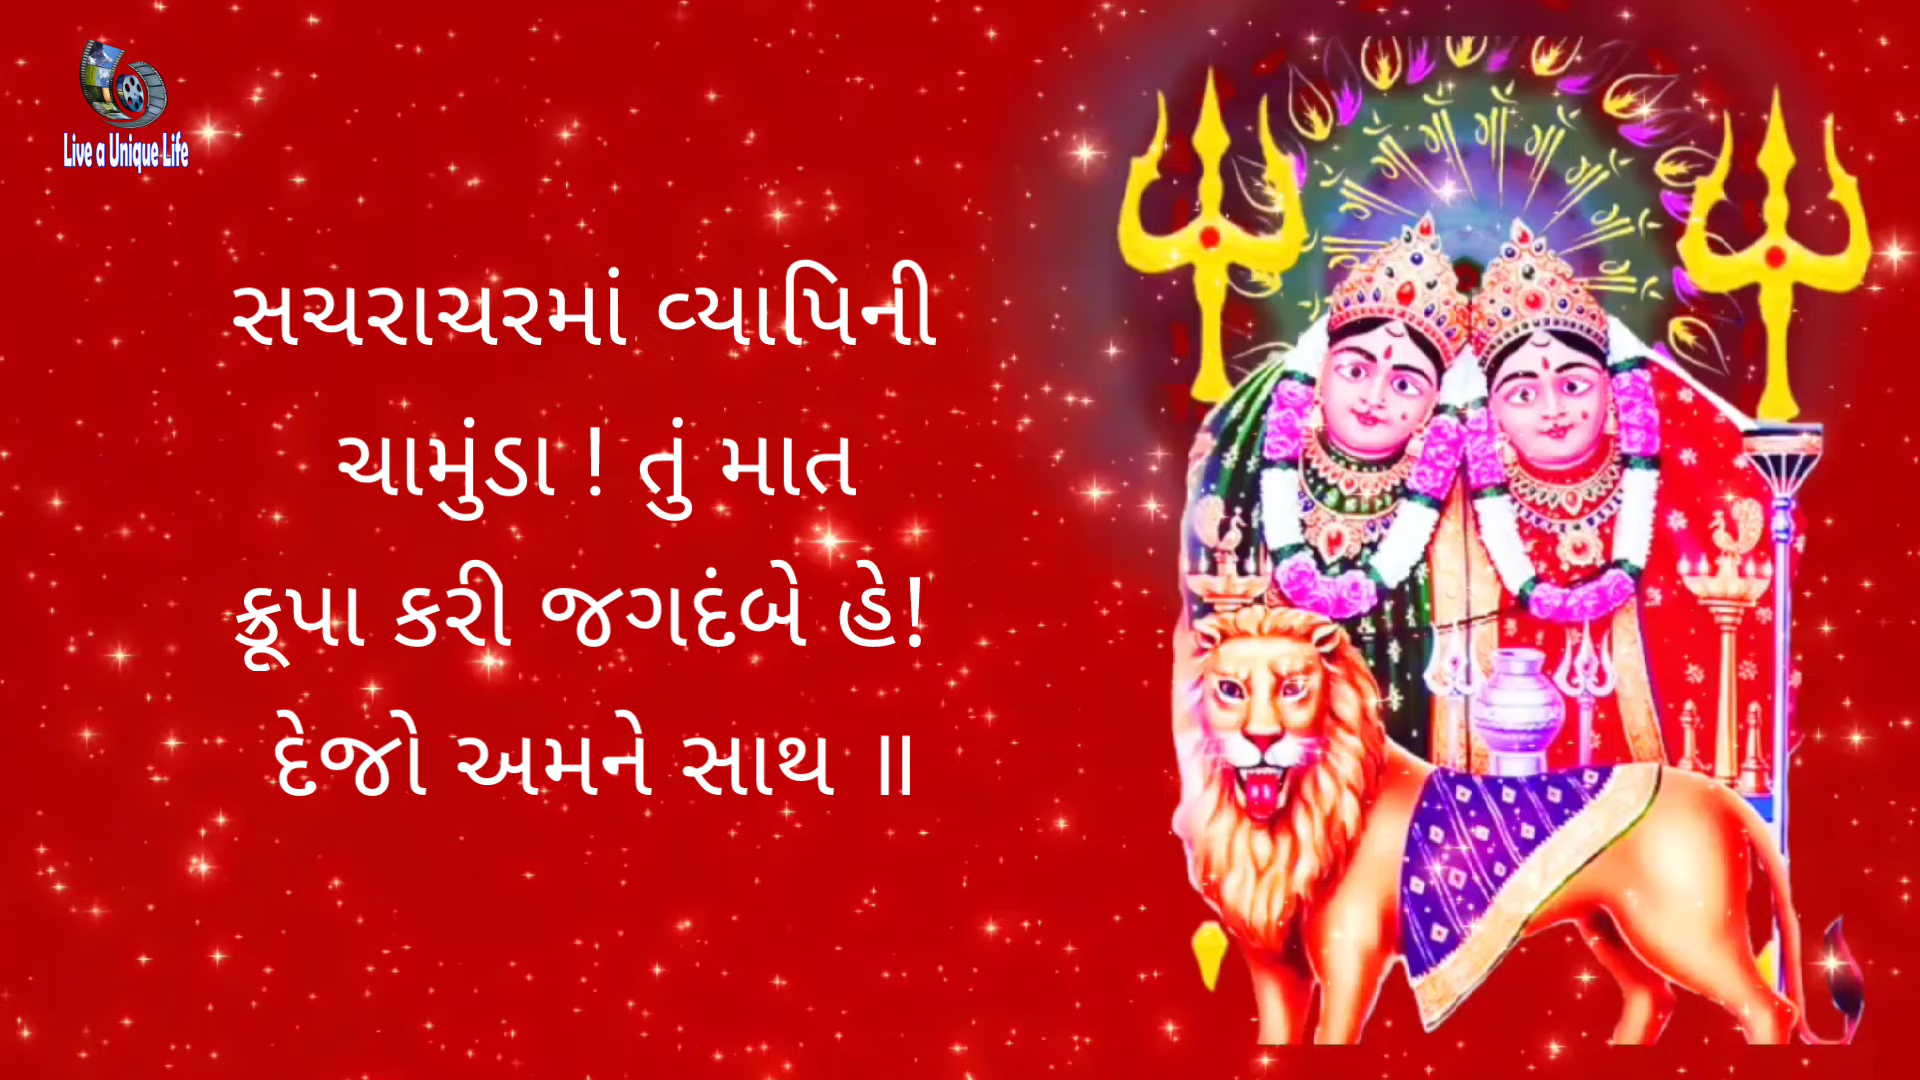 Live a Unique Life
સચરાચરમાં વ્યાપિની
ચામુંડા ! તું માત
ક્રૂપા કરી જગદંબે હે!
દેજો અમને સાથ ॥
માઁ માઁ માઁ માઁ માઁ